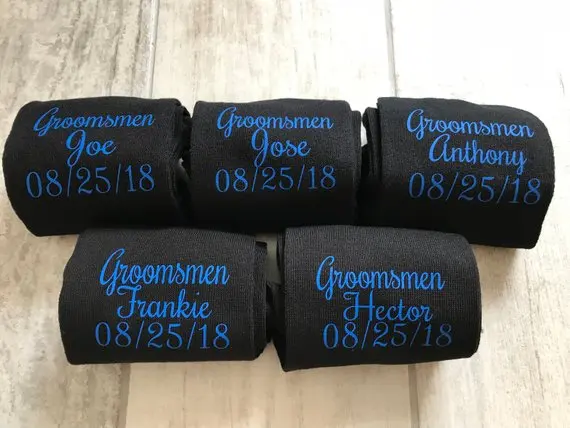 Groomsmen
Joe
08/25/18
Groomsmen
Jose
08/25/18
Groomsmen
Anthony
08/25/18
Groomsmen
Frankie
08/25/18
Groomsmen
Hector
08/25/18